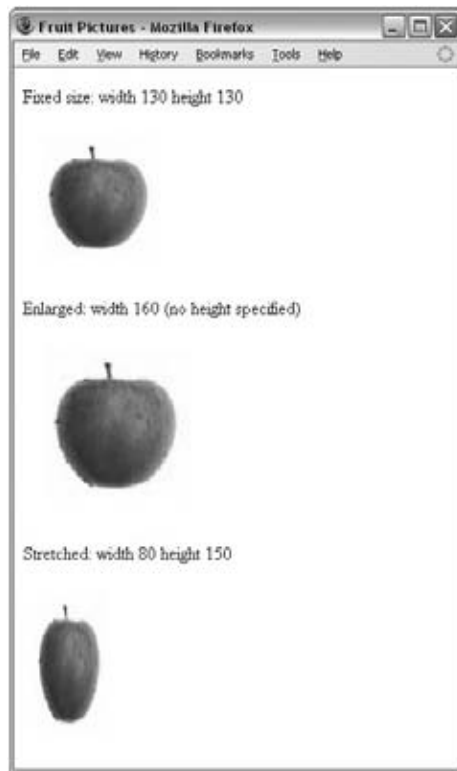 Fruit Pictures - Mozilla Firefox
File Edit View History Bookmarks Tools Help
Fixed size: width 130 height 130
Enlarged: width 160 (no height specified)
Stretched: width 80 height 150